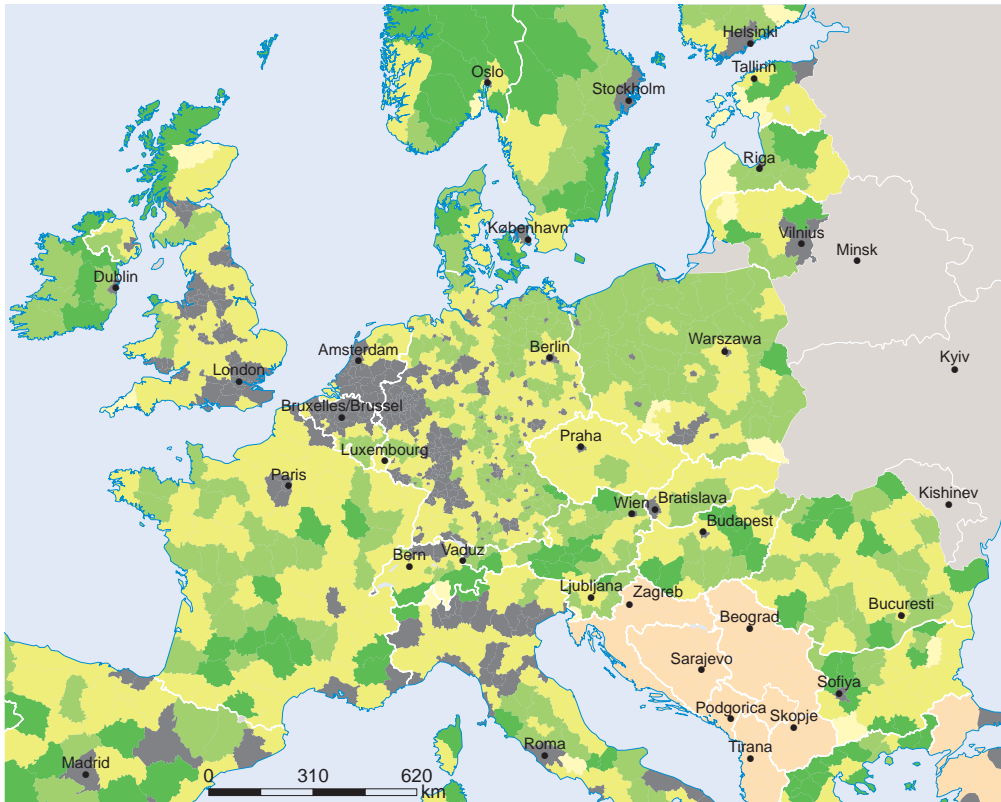 Helsinki
Oslo
Tallinn
Stockholm
Riga
København
Vilnius
Minsk
Dublin
Amsterdam
Berlin
Warszawa
London
Kyiv
Bruxelles/Brussel
Praha
Luxembourg
Paris
Kishinev
Wien
Bratislava
Budapest
Bern
Vaduz
Ljubljana
Zagreb
Bucuresti
Beograd
Sarajevo
Sofiya
Podgorica
Skopje
Roma
Tirana
Madrid
0 310 620
km